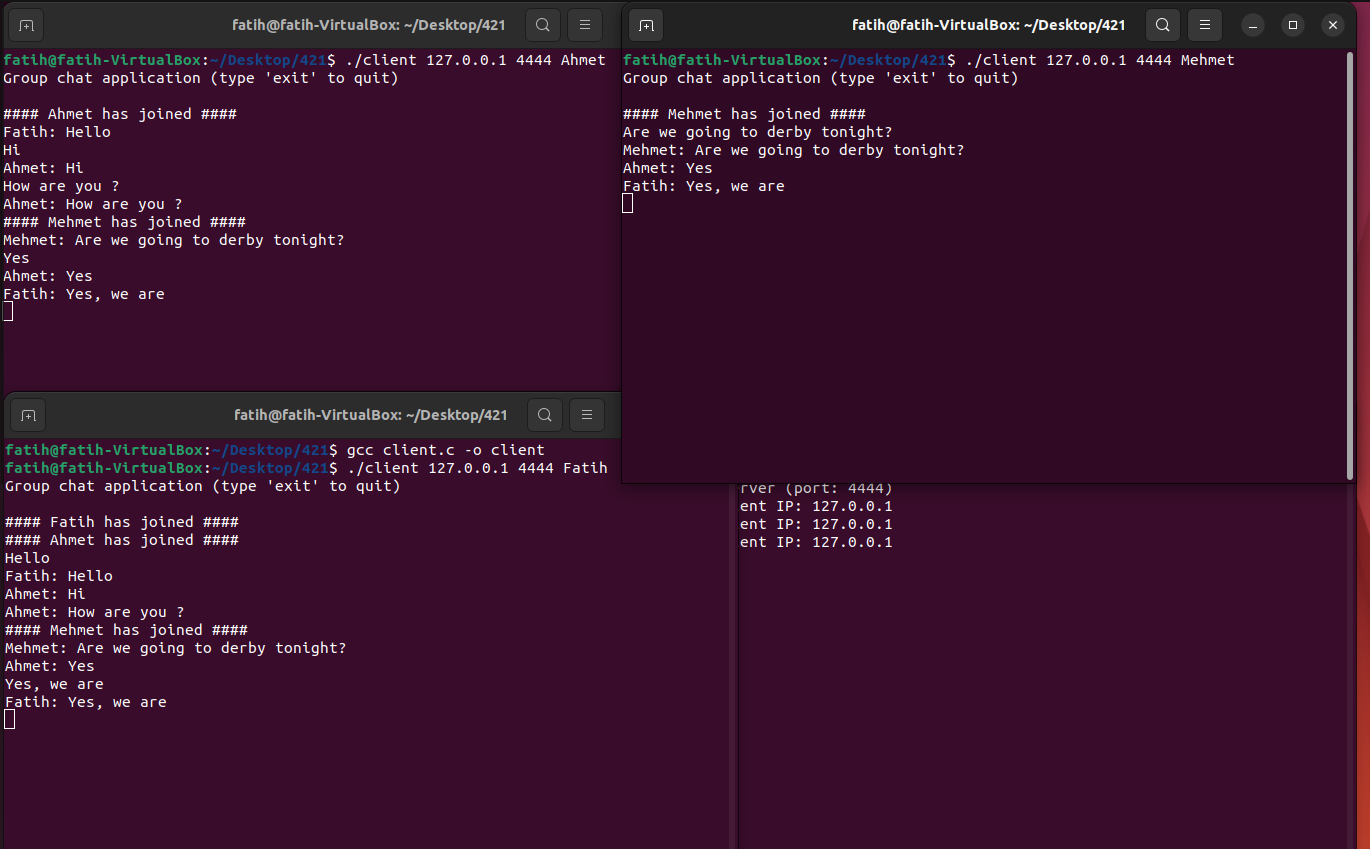 fatih@fatih-VirtualBox: ~/Desktop/421
fatih@fatih-VirtualBox:~/Desktop/421$ ./client 127.0.0.1 4444 Ahmet
Group chat application (type 'exit' to quit)
#### Ahmet has joined ####
Fatih: Hello
Hi
Ahmet: Hi
How are you ?
Ahmet: How are you ?
#### Mehmet has joined ####
Mehmet: Are we going to derby tonight?
Yes
Ahmet: Yes
Fatih: Yes, we are
fatih@fatih-VirtualBox: ~/Desktop/421
fatih@fatih-VirtualBox:~/Desktop/421$ ./client 127.0.0.1 4444 Mehmet
Group chat application (type 'exit' to quit)
#### Mehmet has joined ####
Are we going to derby tonight?
Mehmet: Are we going to derby tonight?
Ahmet: Yes
Fatih: Yes, we are
fatih@fatih-VirtualBox: ~/Desktop/421
fatih@fatih-VirtualBox:~/Desktop/421$ gcc client.c -o client
fatih@fatih-VirtualBox:~/Desktop/421$ ./client 127.0.0.1 4444 Fatih
Group chat application (type 'exit' to quit)
#### Fatih has joined ####
#### Ahmet has joined ####
Hello
Fatih: Hello
Ahmet: Hi
Ahmet: How are you ?
#### Mehmet has joined ####
Mehmet: Are we going to derby tonight?
Ahmet: Yes
Yes, we are
Fatih: Yes, we are
rver (port: 4444)
ent IP: 127.0.0.1
ent IP: 127.0.0.1
ent IP: 127.0.0.1